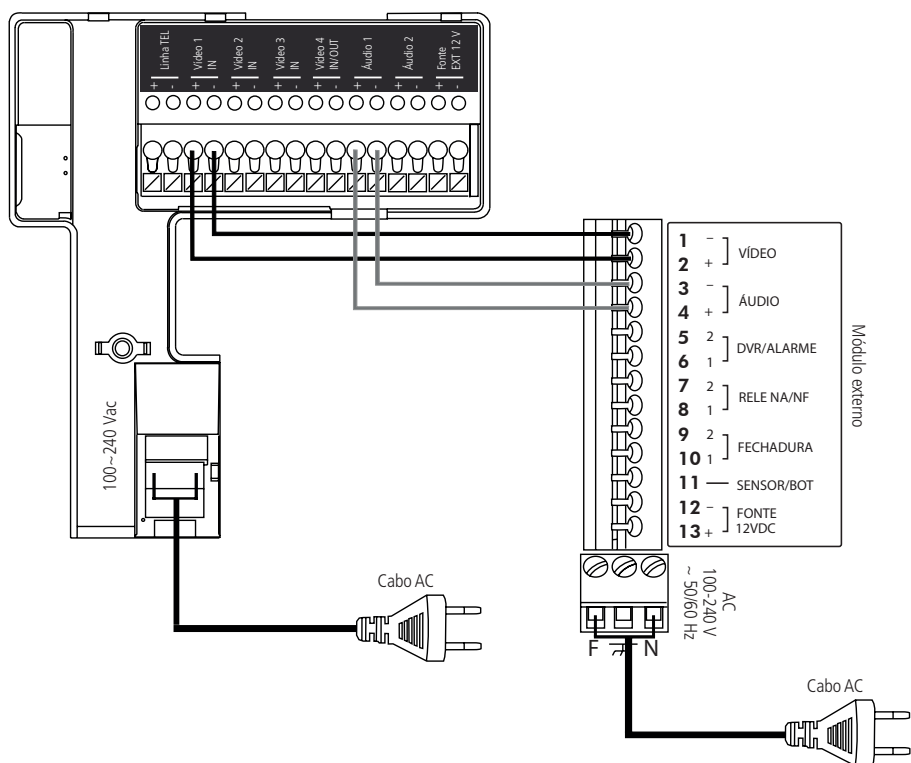 Linha TEL
+ -
Vídeo 1
IN
+ -
Vídeo 2
IN
+ -
Vídeo 3
IN
+ -
Vídeo 4
IN/OUT
+ -
Áudio 1
+ -
Áudio 2
+ -
Fonte
EXT 12 V
+ -
100~240 Vac
Cabo AC
1 -
2 +
VÍDEO
3 -
4 +
ÁUDIO
5 2
6 1
DVR/ALARME
7 2
8 1
RELE NA/NF
9 2
10 1
FECHADURA
11 — SENSOR/BOT
12 -
13 +
FONTE
12VDC
Módulo externo
AC
100-240 V
~ 50/60 Hz
F N
Cabo AC